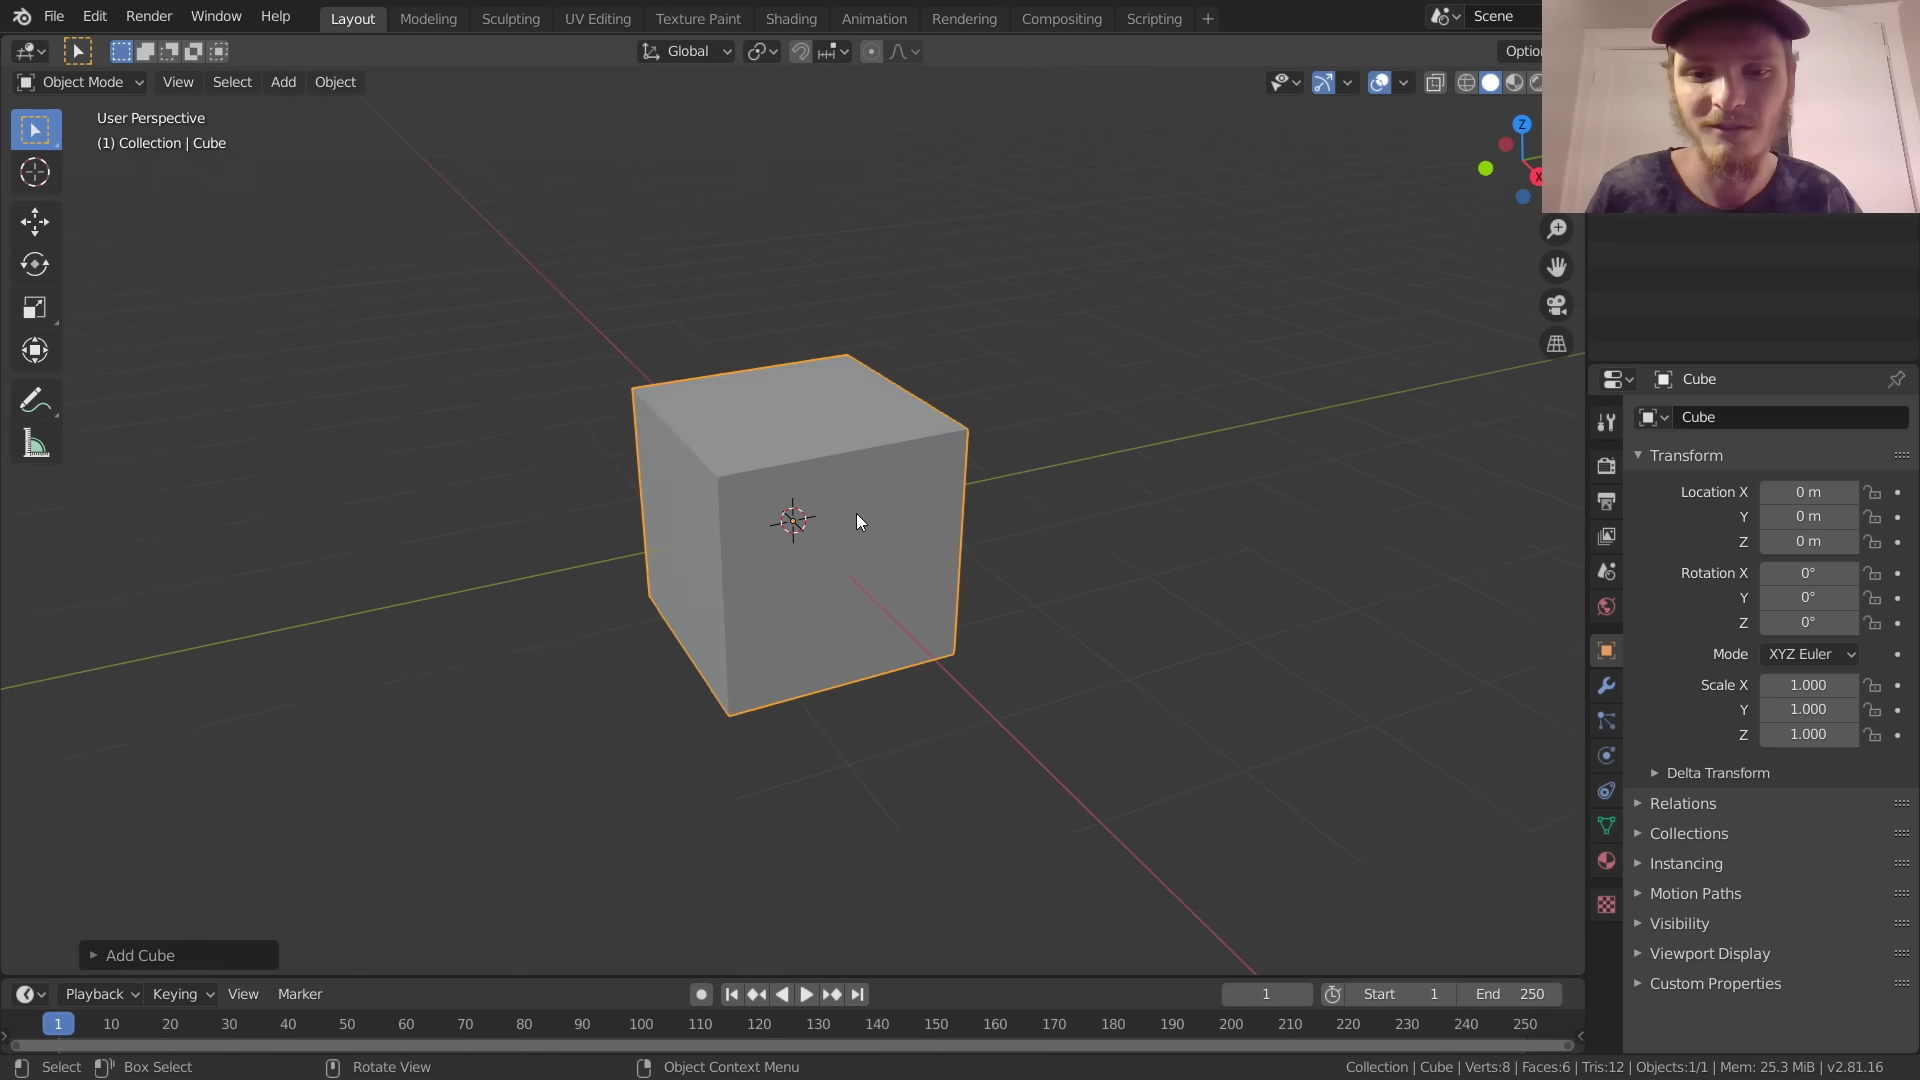 File Edit Render Window Help Layout Modeling Sculpting UV Editing Texture Paint Shading Animation Rendering Compositing Scripting Scene
Global
Object Mode View Select Add Object
User Perspective
(1) Collection | Cube
Z
X
Cube
Cube
Transform
Location X 0 m
Y 0 m
Z 0 m
Rotation X 0°
Y 0°
Z 0°
Mode XYZ Euler
Scale X 1.000
Y 1.000
Z 1.000
Delta Transform
Relations
Collections
Instancing
Motion Paths
Visibility
Viewport Display
Custom Properties
Add Cube
Playback Keying View Marker 1 Start 1 End 250
1 10 20 30 40 50 60 70 80 90 100 110 120 130 140 150 160 170 180 190 200 210 220 230 240 250
Select Box Select Rotate View Object Context Menu Collection | Cube | Verts:8 | Faces:6 | Tris:12 | Objects:1/1 | Mem: 25.3 MiB | v2.81.16